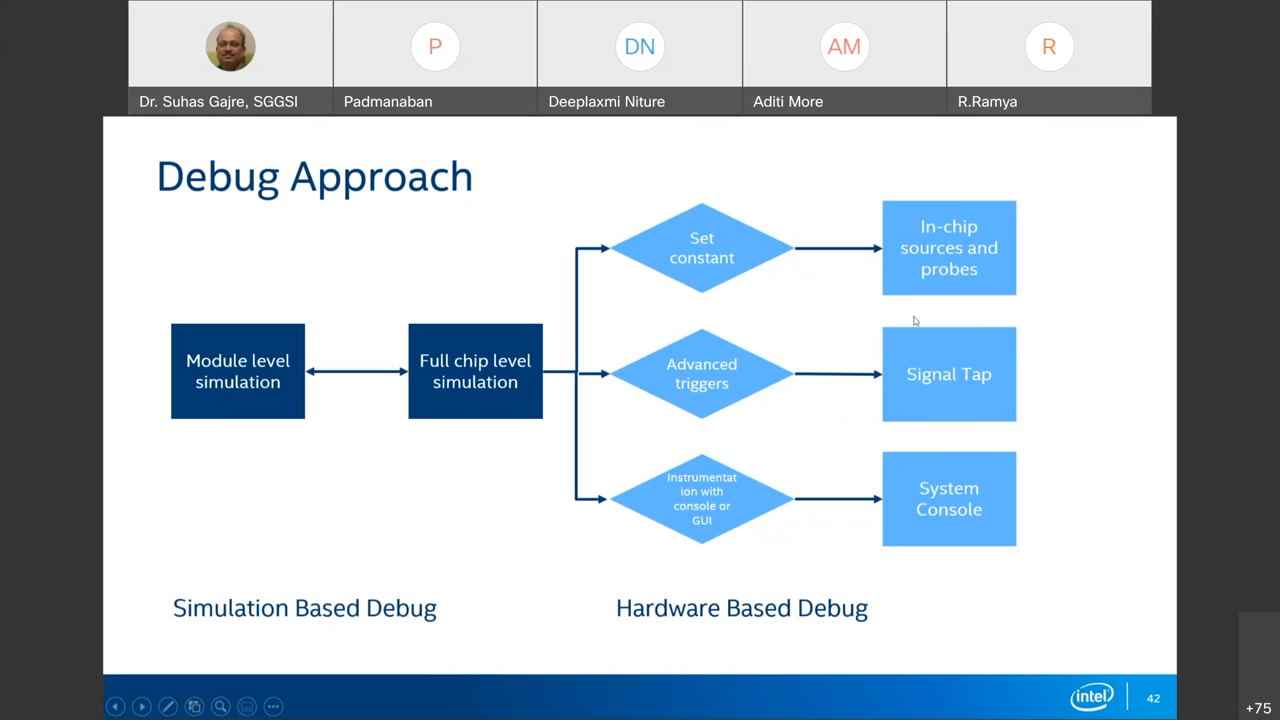 P
DN
AM
R
Dr. Suhas Gajre, SGGSI
Padmanaban
Deeplaxmi Niture
Aditi More
R.Ramya
Debug Approach
Module level
simulation
Full chip level
simulation
Set
constant
In-chip
sources and
probes
Advanced
triggers
Signal Tap
Instrumentat
ion with
console or
GUI
System
Console
Simulation Based Debug
Hardware Based Debug
intel
42
+75